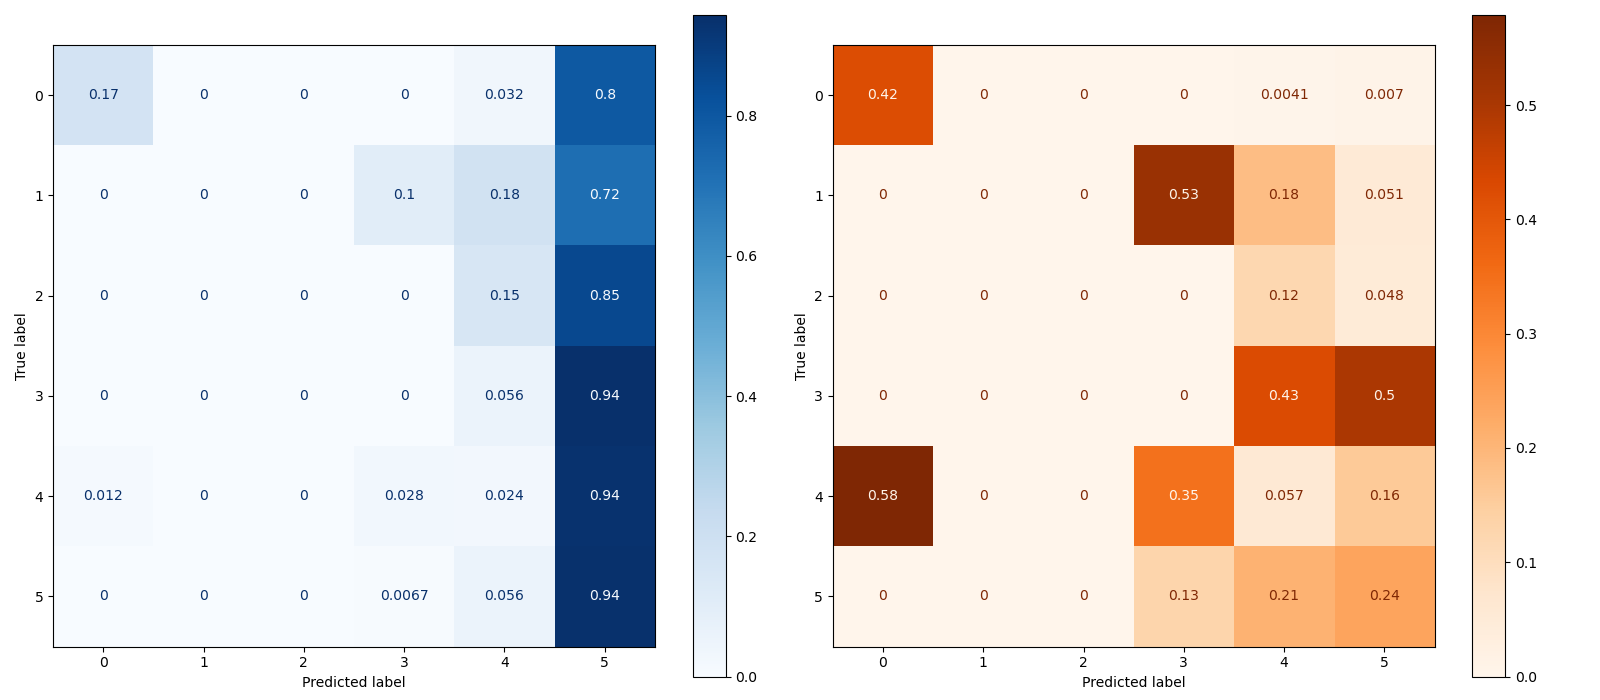 0 0.17 0 0 0 0.032 0.8
1 0 0 0 0.1 0.18 0.72
2 0 0 0 0 0.15 0.85
3 0 0 0 0 0.056 0.94
4 0.012 0 0 0.028 0.024 0.94
5 0 0 0 0.0067 0.056 0.94
0 1 2 3 4 5
True label
Predicted label
0.8
0.6
0.4
0.2
0.0
0 0.42 0 0 0 0.0041 0.007
1 0 0 0 0.53 0.18 0.051
2 0 0 0 0 0.12 0.048
3 0 0 0 0 0.43 0.5
4 0.58 0 0 0.35 0.057 0.16
5 0 0 0 0.13 0.21 0.24
0 1 2 3 4 5
True label
Predicted label
0.5
0.4
0.3
0.2
0.1
0.0